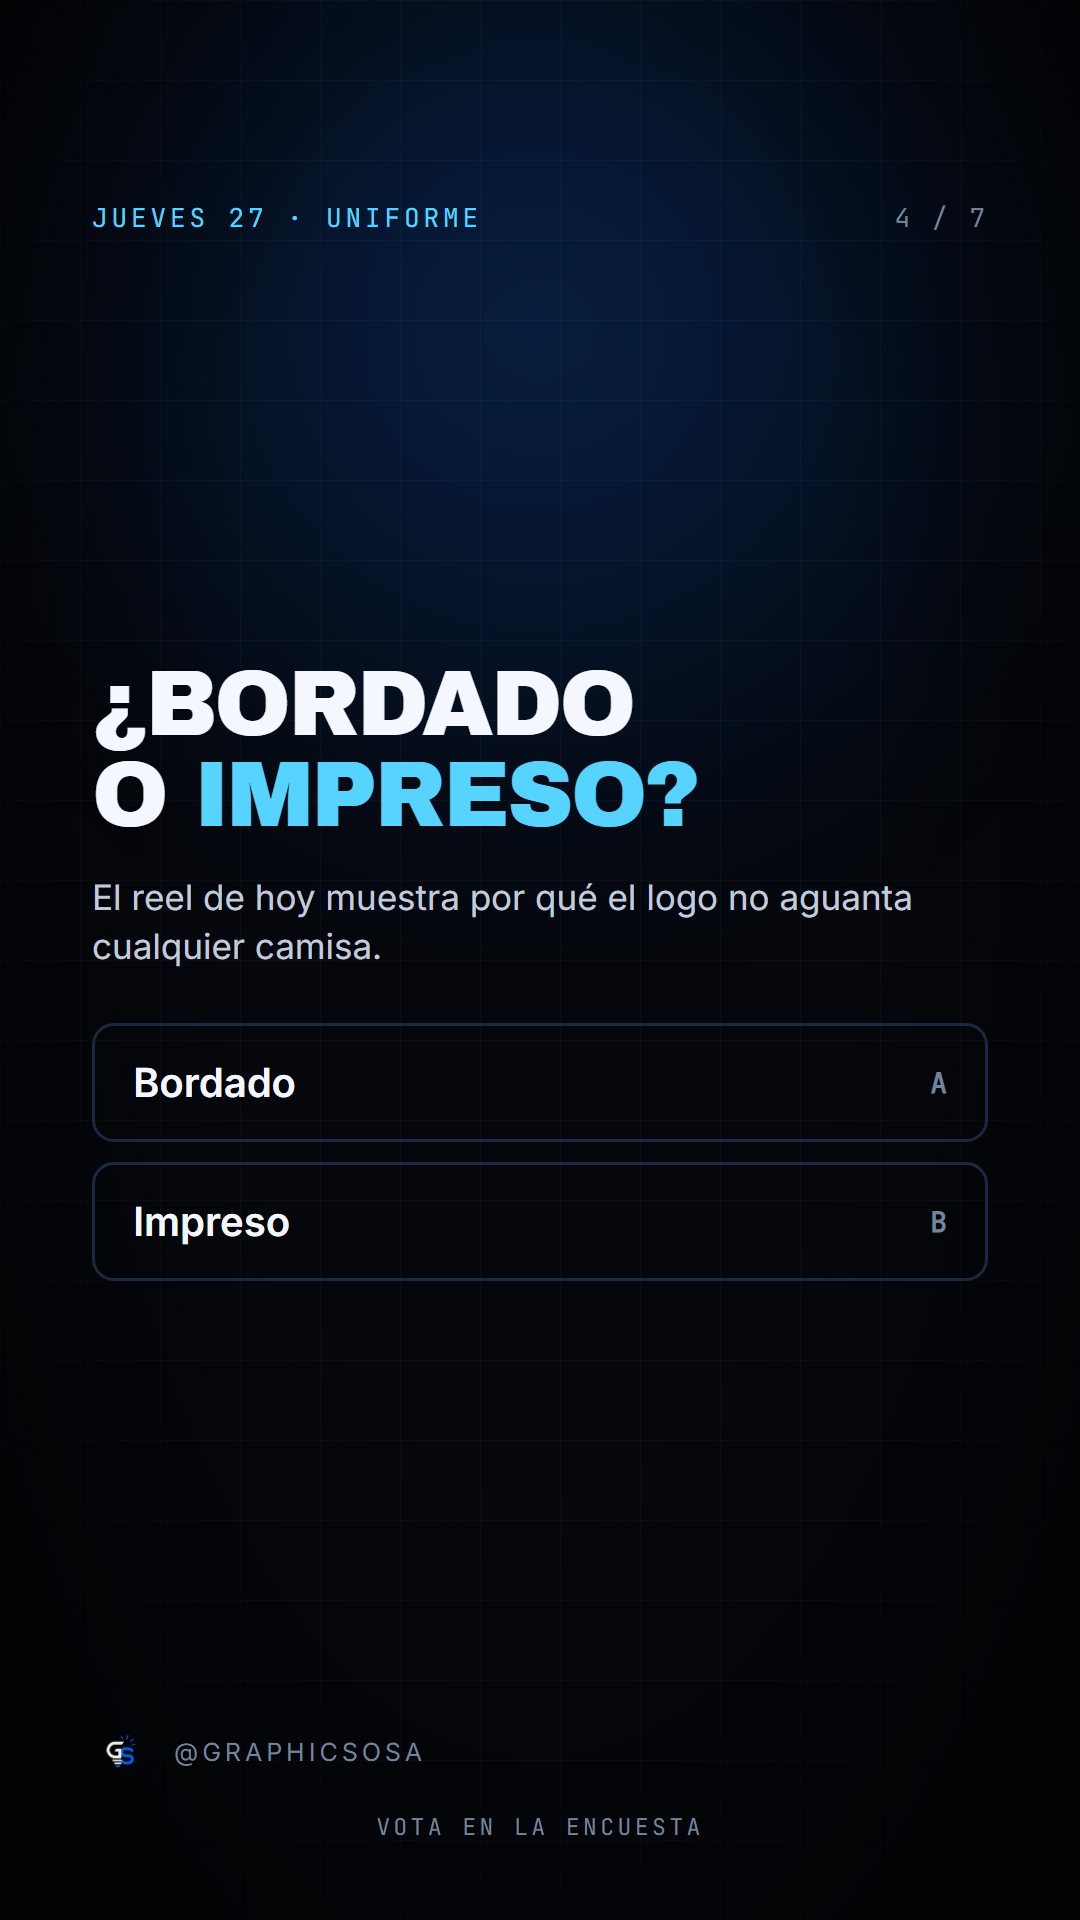 JUEVES 27 · UNIFORME
4 / 7
¿BORDADO
O IMPRESO?
El reel de hoy muestra por qué el logo no aguanta
cualquier camisa.
Bordado A
Impreso B
GS @GRAPHICSOSA
VOTA EN LA ENCUESTA